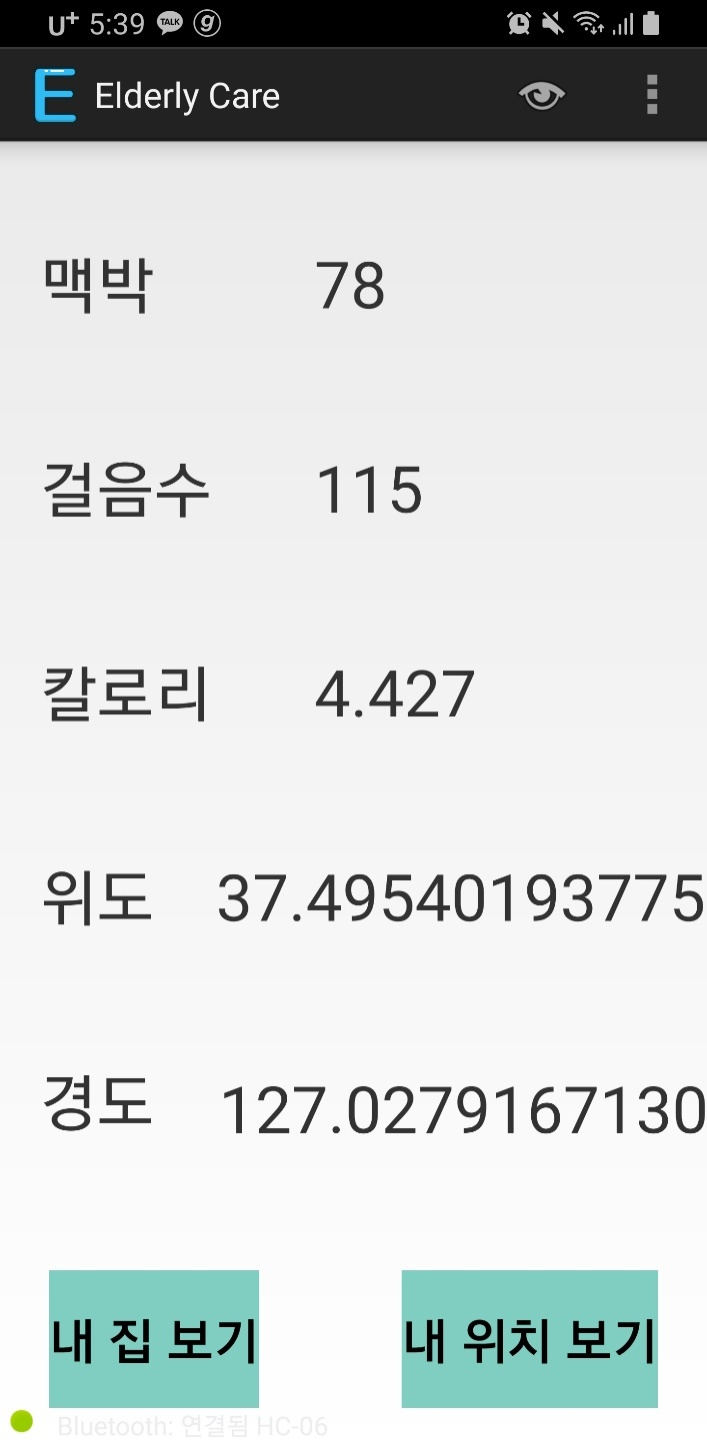 U+ 5:39 TALK g
E Elderly Care
맥박 78
걸음수 115
칼로리 4.427
위도 37.49540193775
경도 127.0279167130
내 집 보기 내 위치 보기
Bluetooth: 연결됨 HC-06